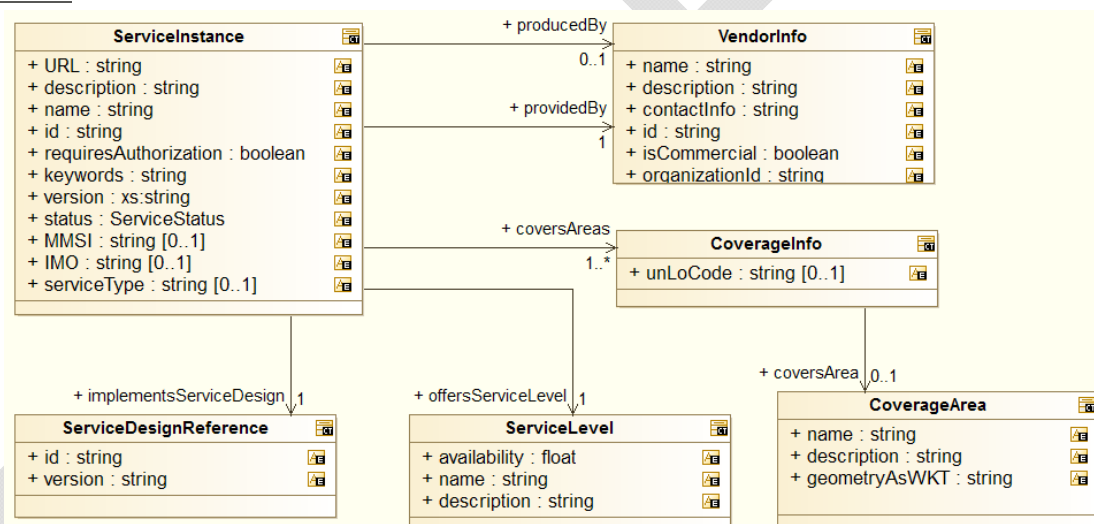 ServiceInstance
+ URL : string
+ description : string
+ name : string
+ id : string
+ requiresAuthorization : boolean
+ keywords : string
+ version : xs:string
+ status : ServiceStatus
+ MMSI : string [0..1]
+ IMO : string [0..1]
+ serviceType : string [0..1]
+ producedBy
0..1
+ providedBy
1
VendorInfo
+ name : string
+ description : string
+ contactInfo : string
+ id : string
+ isCommercial : boolean
+ organizationId : string
+ coversAreas
1..*
CoverageInfo
+ unLoCode : string [0..1]
+ implementsServiceDesign
1
+ offersServiceLevel
1
+ coversArea
0..1
ServiceDesignReference
+ id : string
+ version : string
ServiceLevel
+ availability : float
+ name : string
+ description : string
CoverageArea
+ name : string
+ description : string
+ geometryAsWKT : string